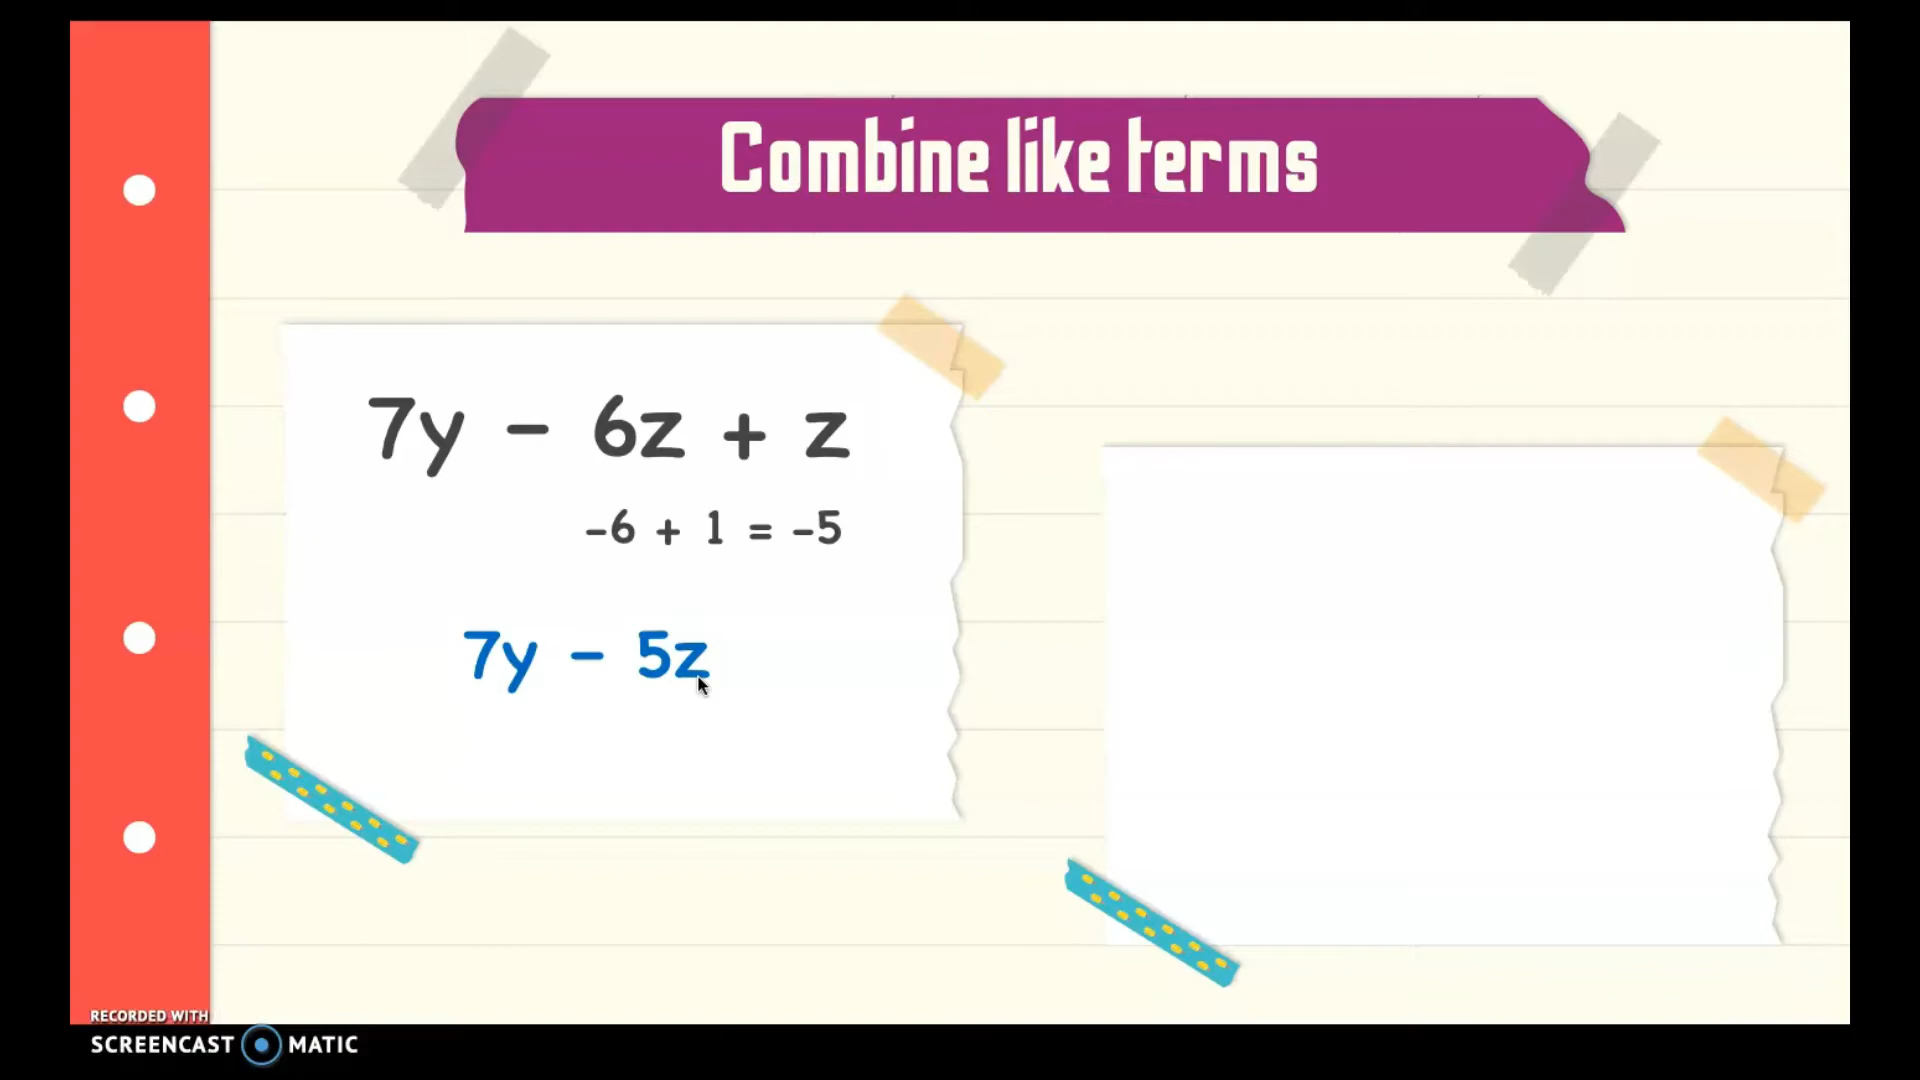 Combine like terms
7y - 6z + z
-6 + 1 = -5
7y - 5z
RECORDED WITH
SCREENCAST MATIC